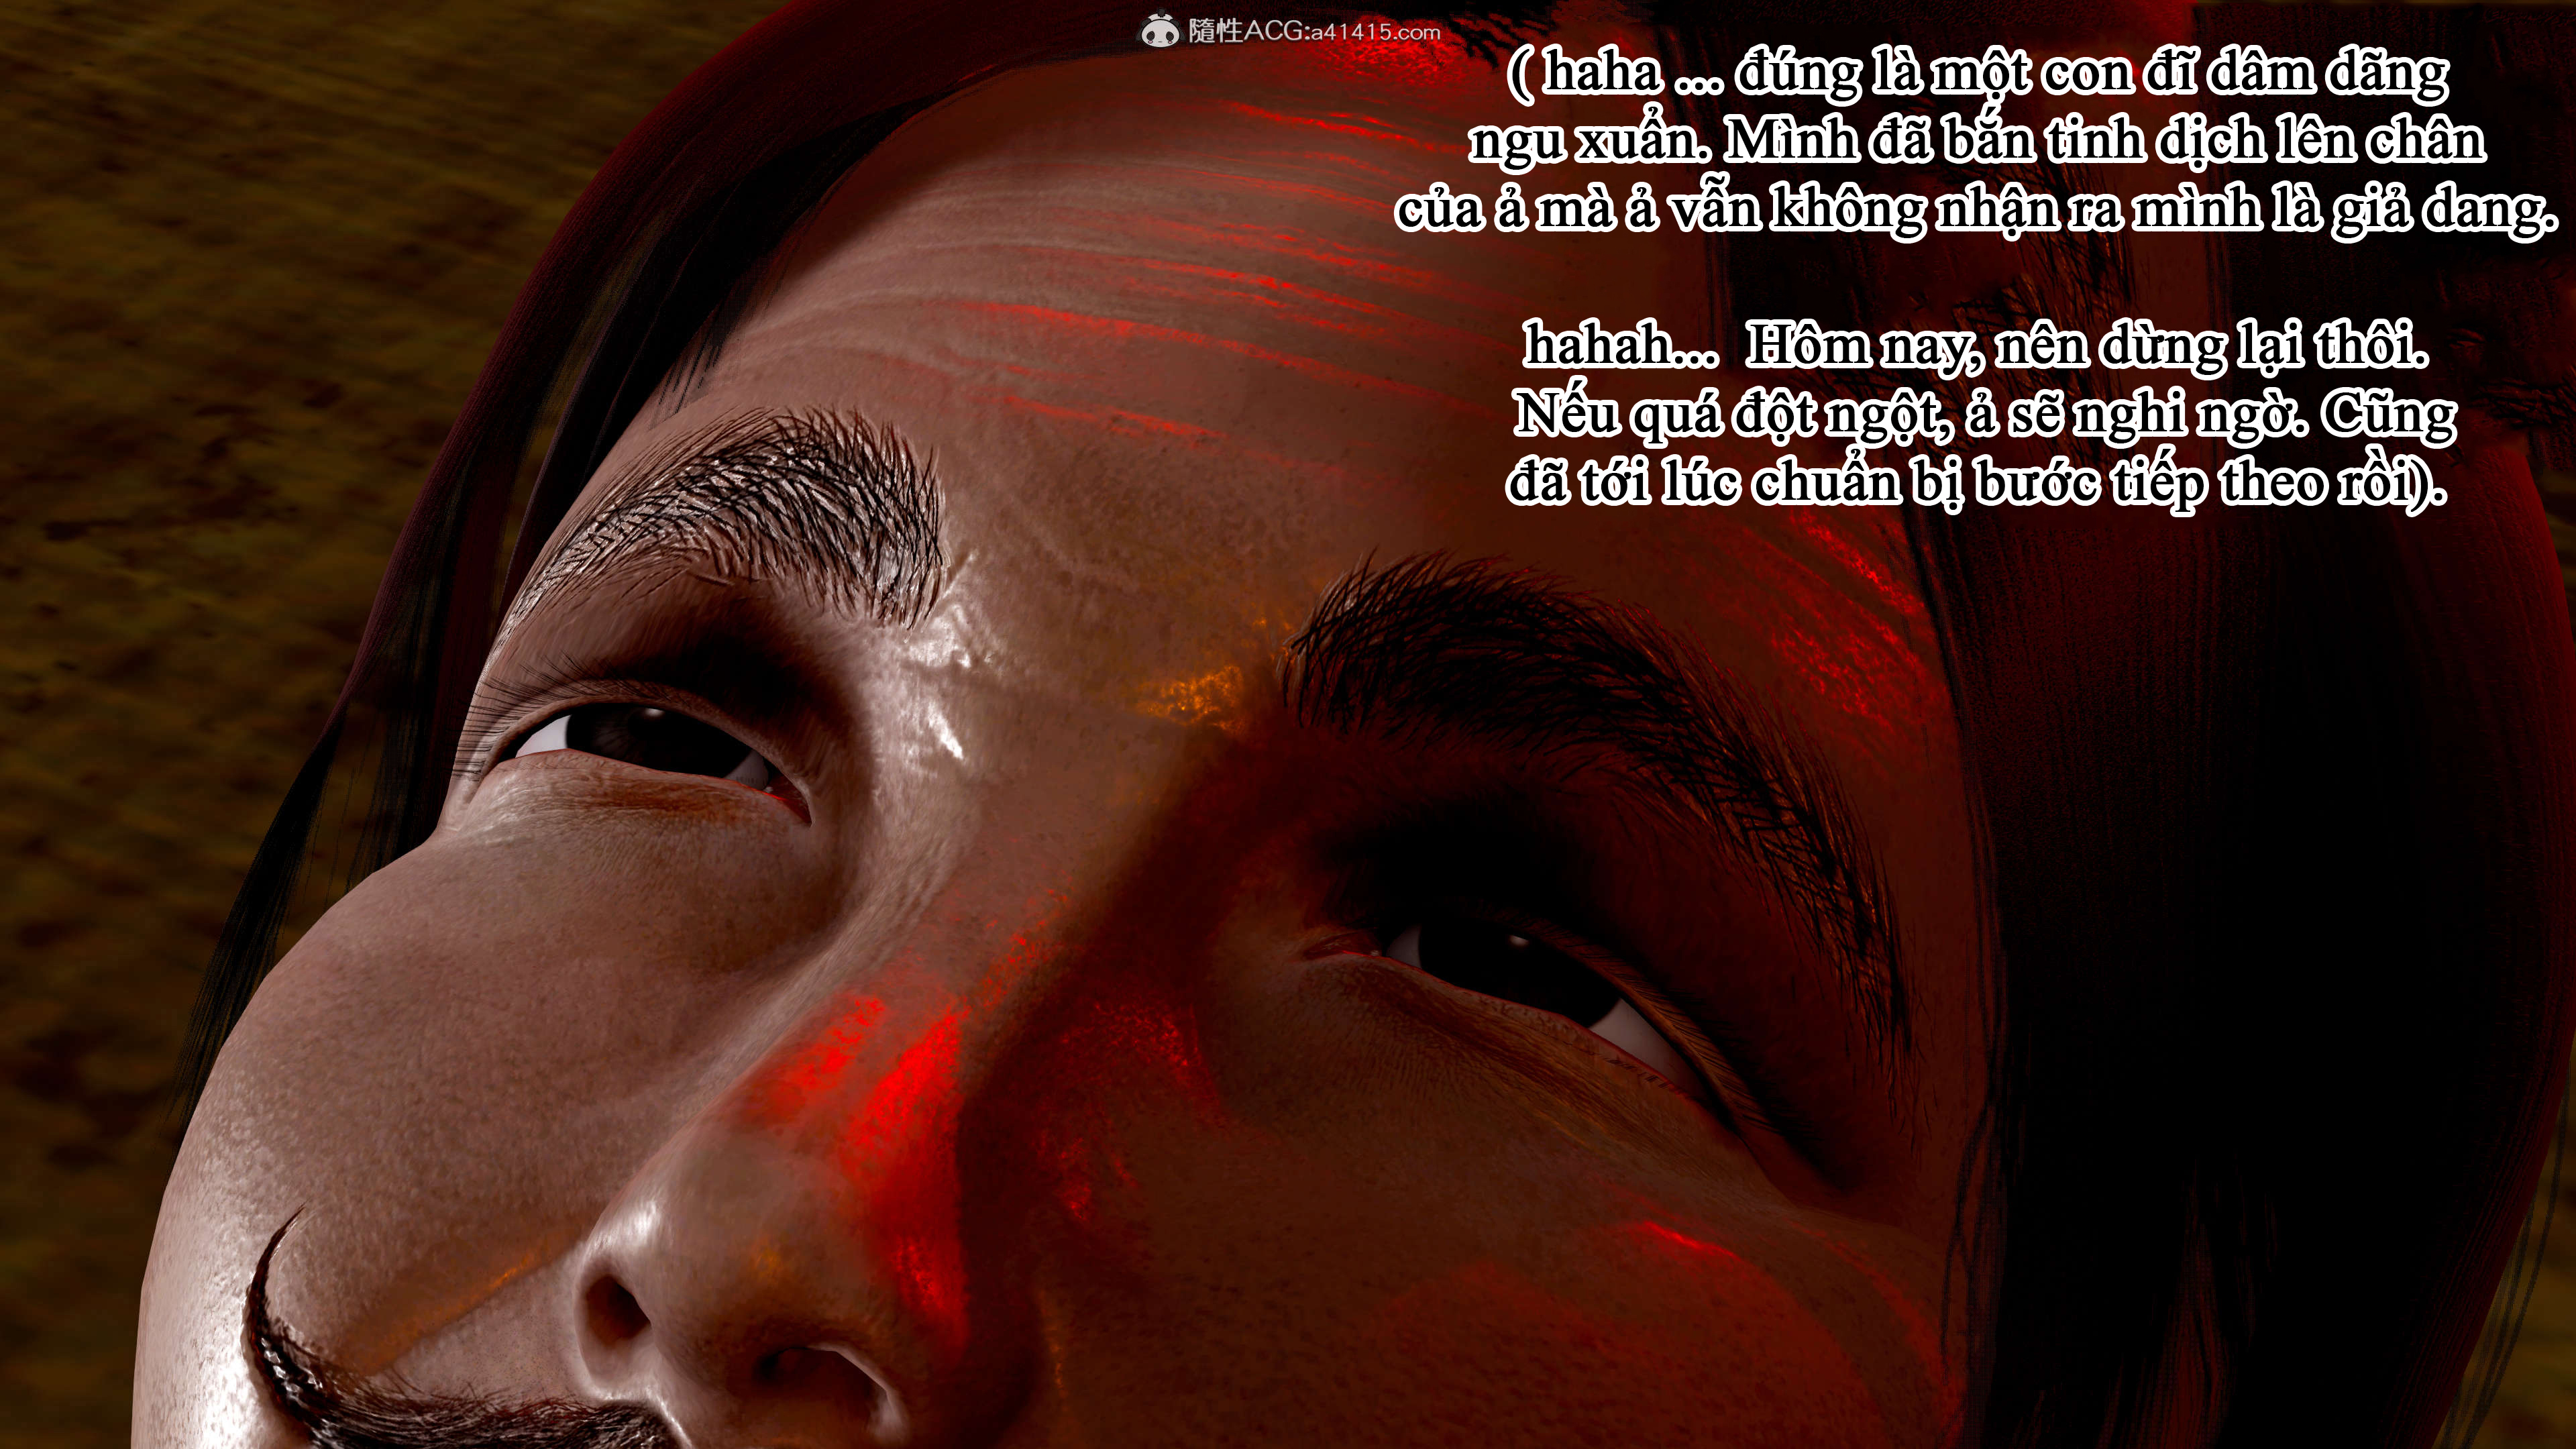 隨性ACG:a41415.com
( haha ... đúng là một con đĩ dâm dãng
ngu xuẩn. Mình đã bắn tinh dịch lên chân
của ả mà ả vẫn không nhận ra mình là giả dang.
hahah... Hôm nay, nên dừng lại thôi.
Nếu quá đột ngột, ả sẽ nghi ngờ. Cũng
đã tới lúc chuẩn bị bước tiếp theo rồi).